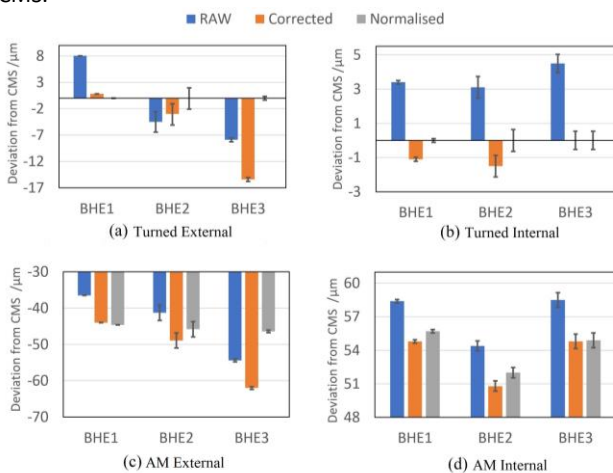 CMS.
RAW Corrected Normalised
Deviation from CMS /µm
8
3
-2
-7
-12
-17
BHE1 BHE2 BHE3
(a) Turned External
Deviation from CMS /µm
5
3
1
-1
-3
BHE1 BHE2 BHE3
(b) Turned Internal
Deviation from CMS /µm
-30
-40
-50
-60
-70
BHE1 BHE2 BHE3
(c) AM External
Deviation from CMS /µm
60
57
54
51
48
BHE1 BHE2 BHE3
(d) AM Internal